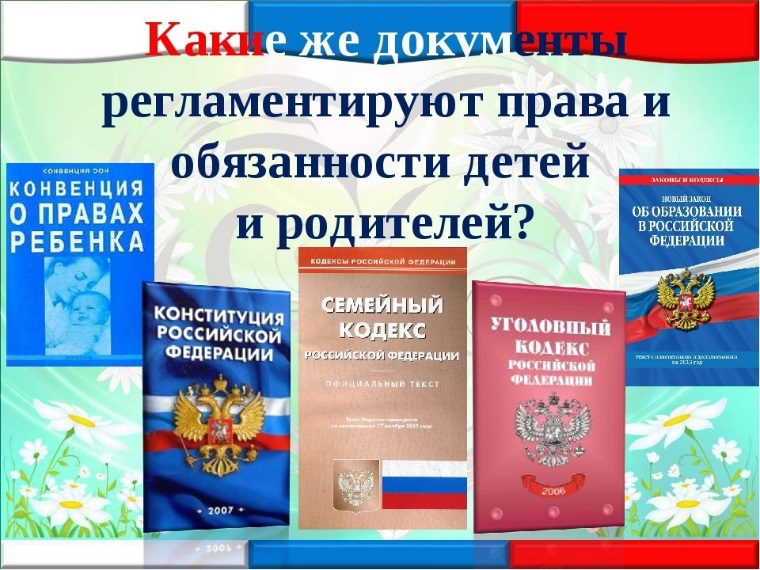 Какие же документы
регламентируют права и
обязанности детей
и родителей?
КОНВЕНЦИЯ ООН
КОНВЕНЦИЯ
О ПРАВАХ
РЕБЕНКА
КОНСТИТУЦИЯ
РОССИЙСКОЙ
ФЕДЕРАЦИИ
2007
КОДЕКСЫ РОССИЙСКОЙ ФЕДЕРАЦИИ
СЕМЕЙНЫЙ
КОДЕКС
РОССИЙСКОЙ ФЕДЕРАЦИИ
ОФИЦИАЛЬНЫЙ ТЕКСТ
УГОЛОВНЫЙ
КОДЕКС
РОССИЙСКОЙ
ФЕДЕРАЦИИ
2006
ЗАКОНЫ И КОДЕКСЫ
НОВЫЙ ЗАКОН
ОБ ОБРАЗОВАНИИ
В РОССИЙСКОЙ
ФЕДЕРАЦИИ